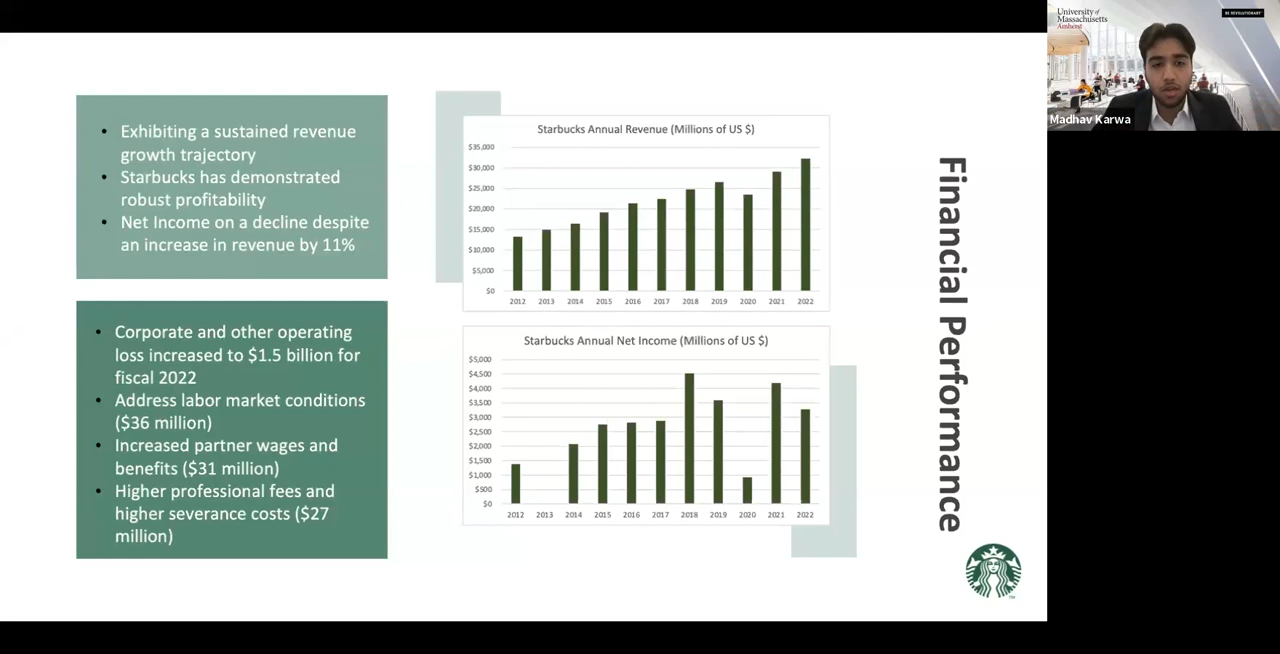 Exhibiting a sustained revenue
growth trajectory
Starbucks has demonstrated
robust profitability
Net Income on a decline despite
an increase in revenue by 11%
Corporate and other operating
loss increased to $1.5 billion for
fiscal 2022
Address labor market conditions
($36 million)
Increased partner wages and
benefits ($31 million)
Higher professional fees and
higher severance costs ($27
million)
Starbucks Annual Revenue (Millions of US $)
$35,000
$30,000
$25,000
$20,000
$15,000
$10,000
$5,000
$0
2012 2013 2014 2015 2016 2017 2018 2019 2020 2021 2022
Starbucks Annual Net Income (Millions of US $)
$5,000
$4,500
$4,000
$3,500
$3,000
$2,500
$2,000
$1,500
$1,000
$500
$0
2012 2013 2014 2015 2016 2017 2018 2019 2020 2021 2022
Financial Performance
TM
University of
Massachusetts
Amherst
BE REVOLUTIONARY
Madhav Karwa